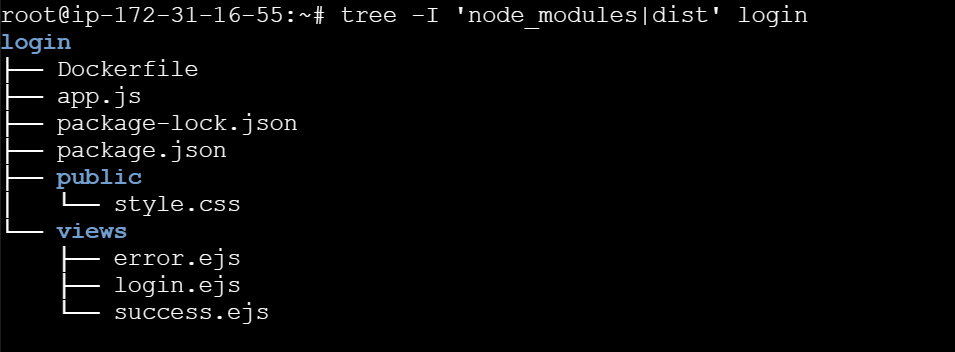 root@ip-172-31-16-55:~# tree -I 'node_modules|dist' login
login
├── Dockerfile
├── app.js
├── package-lock.json
├── package.json
├── public
│   └── style.css
└── views
    ├── error.ejs
    ├── login.ejs
    └── success.ejs